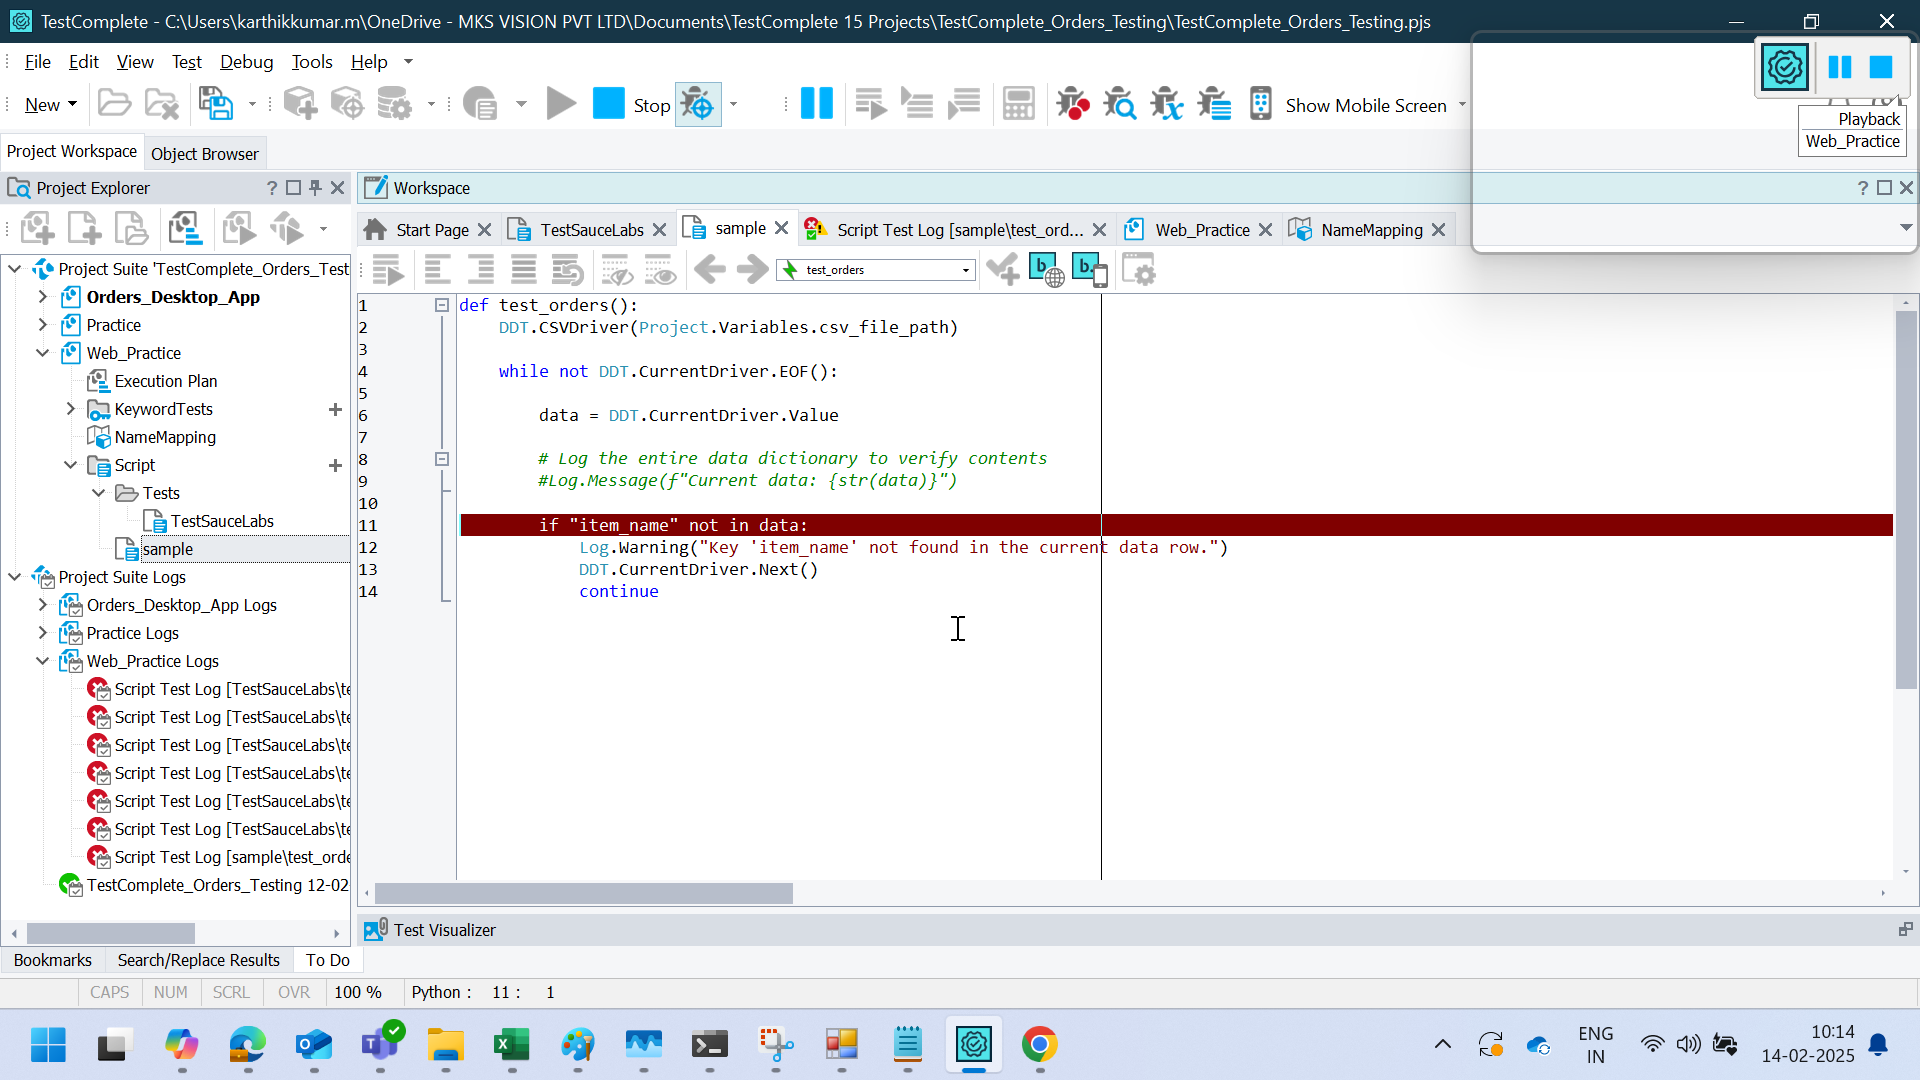 TestComplete - C:\Users\karthikkumar.m\OneDrive - MKS VISION PVT LTD\Documents\TestComplete 15 Projects\TestComplete_Orders_Testing\TestComplete_Orders_Testing.pjs
File Edit View Test Debug Tools Help
New Stop Show Mobile Screen
Playback
Web_Practice
Project Workspace Object Browser
Project Explorer
Workspace
Start Page TestSauceLabs sample Script Test Log [sample\test_ord... Web_Practice NameMapping
test_orders
Project Suite 'TestComplete_Orders_Test
Orders_Desktop_App
Practice
Web_Practice
Execution Plan
KeywordTests
NameMapping
Script
Tests
TestSauceLabs
sample
Project Suite Logs
Orders_Desktop_App Logs
Practice Logs
Web_Practice Logs
Script Test Log [TestSauceLabs\te
Script Test Log [TestSauceLabs\te
Script Test Log [TestSauceLabs\te
Script Test Log [TestSauceLabs\te
Script Test Log [TestSauceLabs\te
Script Test Log [TestSauceLabs\te
Script Test Log [sample\test_orde
TestComplete_Orders_Testing 12-02
1 def test_orders():
2 DDT.CSVDriver(Project.Variables.csv_file_path)
3
4 while not DDT.CurrentDriver.EOF():
5
6 data = DDT.CurrentDriver.Value
7
8 # Log the entire data dictionary to verify contents
9 #Log.Message(f"Current data: {str(data)}")
10
11 if "item_name" not in data:
12 Log.Warning("Key 'item_name' not found in the current data row.")
13 DDT.CurrentDriver.Next()
14 continue
Test Visualizer
Bookmarks Search/Replace Results To Do
CAPS NUM SCRL OVR 100 % Python : 11 : 1
ENG
IN
10:14
14-02-2025